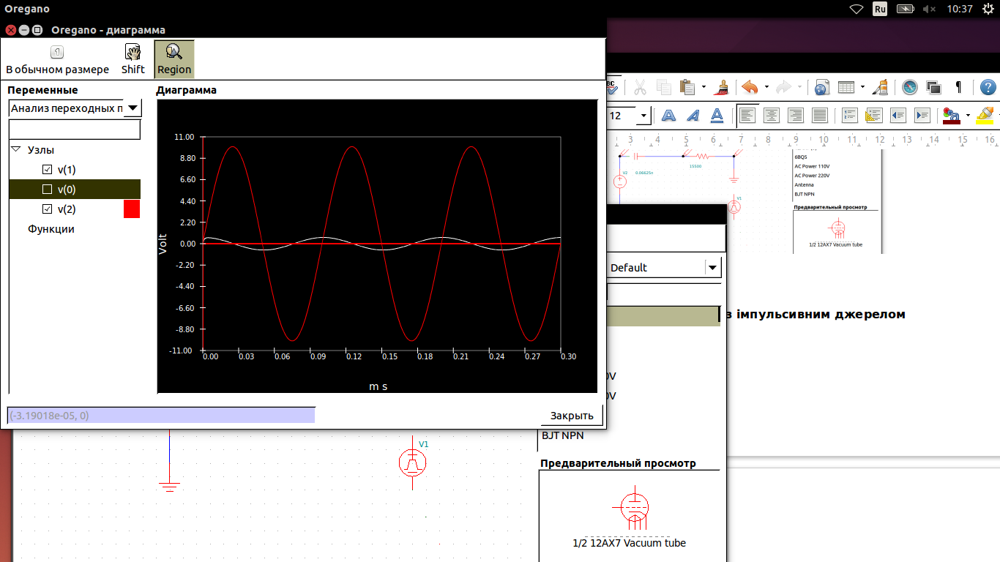 Oregano
Ru
10:37
Oregano - диаграмма
1
В обычном размере
Shift
Region
Переменные
Анализ переходных п
Узлы
v(1)
v(0)
v(2)
Функции
Диаграмма
Volt
11.00
8.80
6.60
4.40
2.20
0.00
-2.20
-4.40
-6.60
-8.80
-11.00
0.00 0.03 0.06 0.09 0.12 0.15 0.18 0.21 0.24 0.27 0.30
m s
(-3.19018e-05, 0)
Закрыть
12
3 4 5 6 7 8 9 10 11 12 13 14 15 16
V2
0.06625n
15500
V1
6BQ5
AC Power 110V
AC Power 220V
Antenna
BJT NPN
Предварительный просмотр
1/2 12AX7 Vacuum tube
Default
з імпульсивним джерелом
0V
0V
BJT NPN
V1
Предварительный просмотр
1/2 12AX7 Vacuum tube